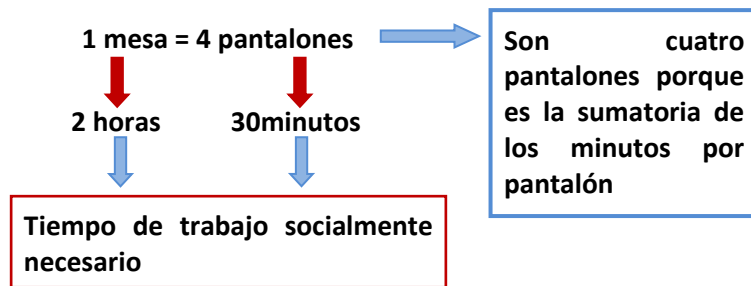 1 mesa = 4 pantalones
2 horas 30minutos
Tiempo de trabajo socialmente
necesario
Son cuatro
pantalones porque
es la sumatoria de
los minutos por
pantalón